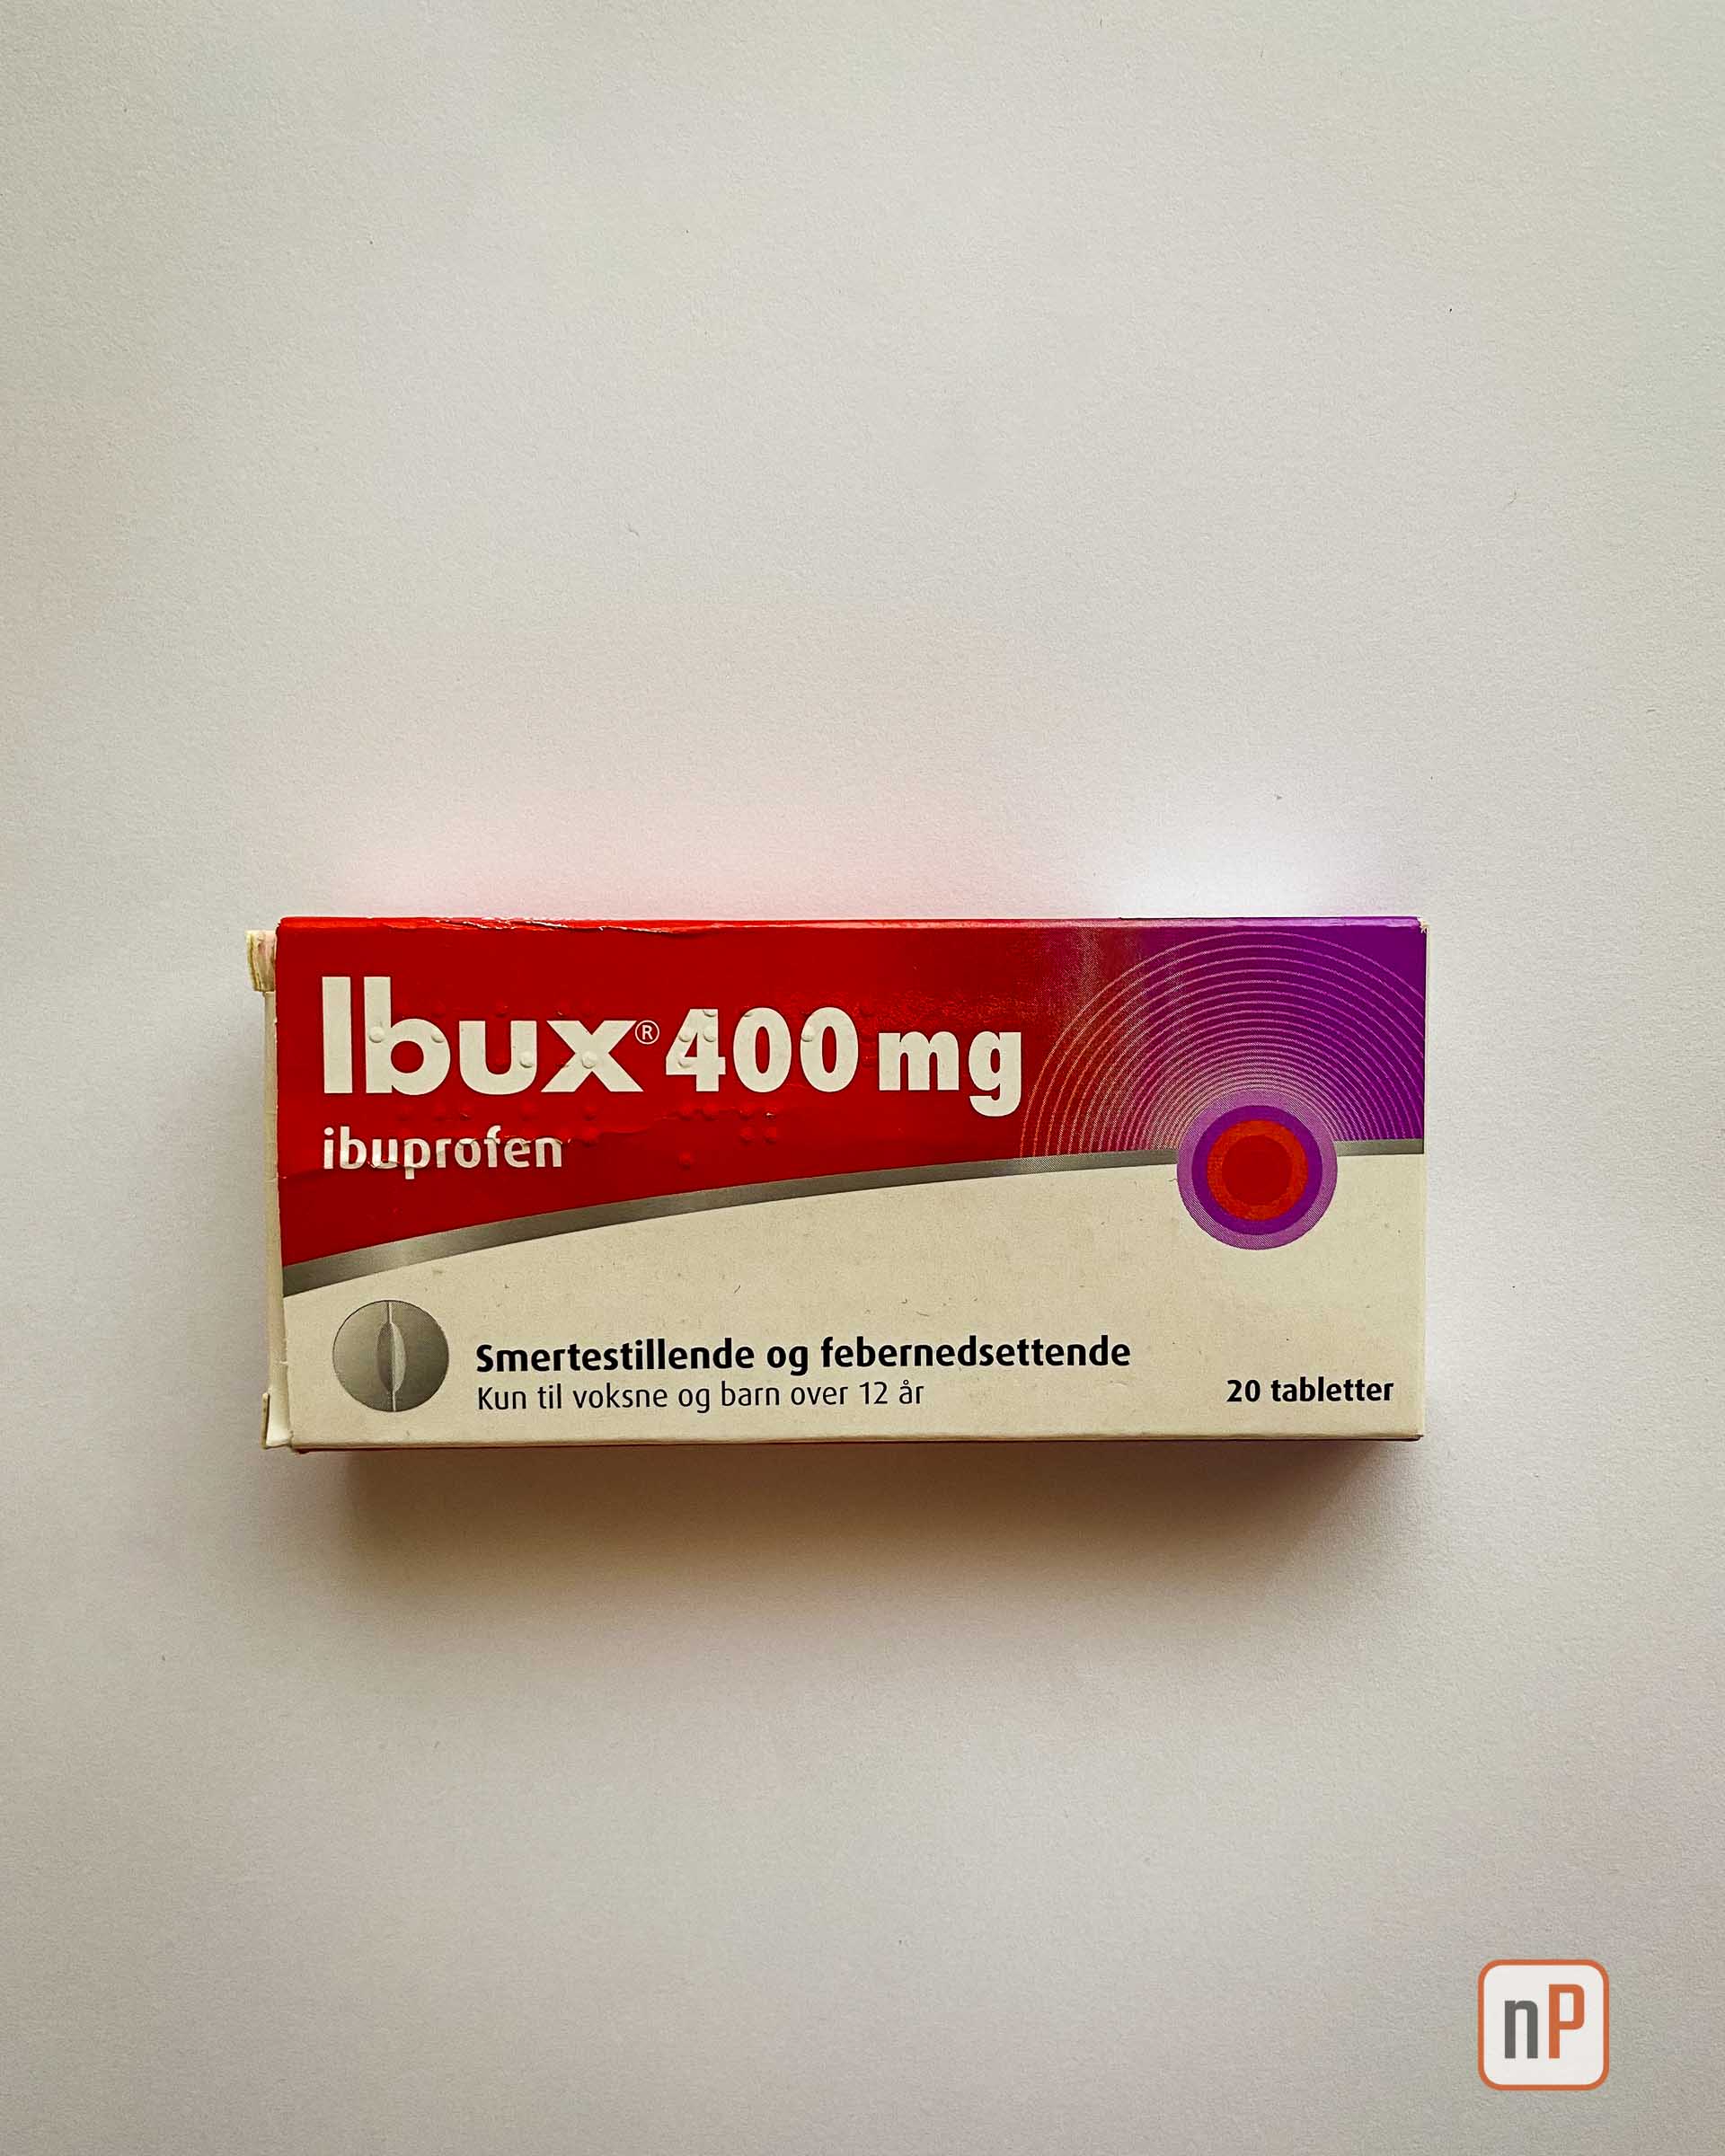 Ibux® 400 mg
ibuprofen
Smertestillende og febernedsettende
Kun til voksne og barn over 12 år
20 tabletter
nP